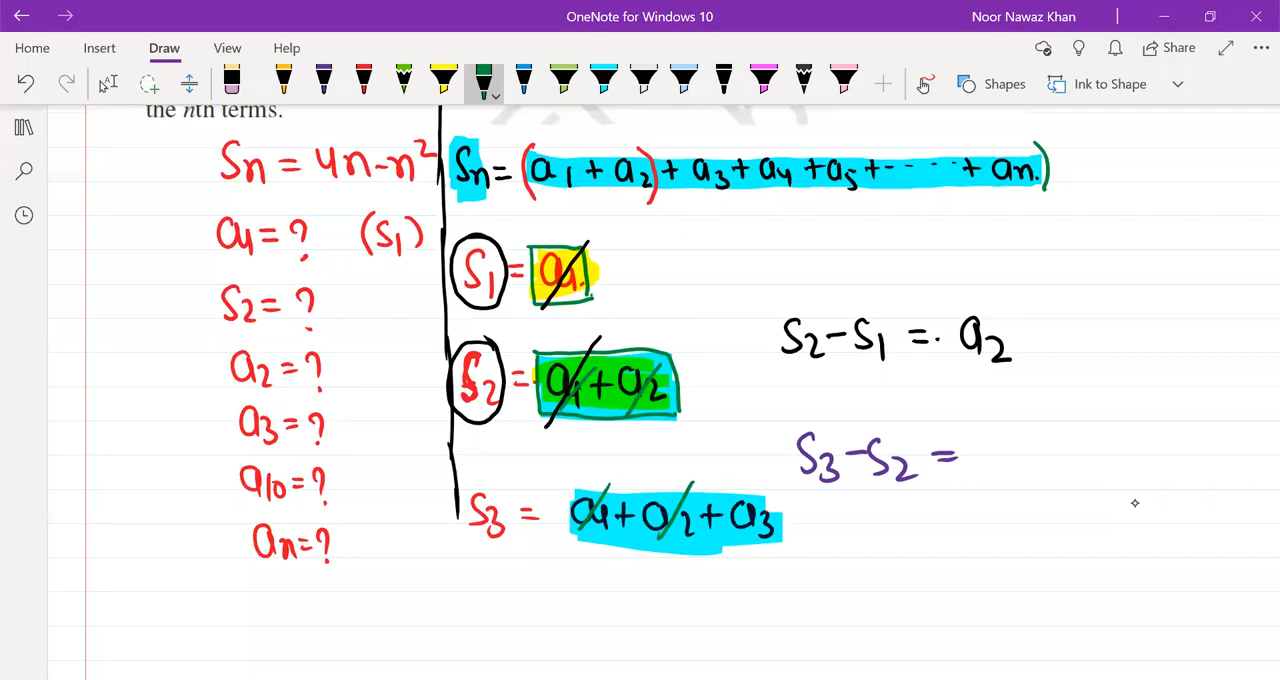 OneNote for Windows 10
Noor Nawaz Khan
Home Insert Draw View Help
Share
Shapes
Ink to Shape
the nth terms.
Sn = 4n-n²
a1 = ? (S1)
S2 = ?
a2 = ?
a3 = ?
a10 = ?
an = ?
Sn = (a1 + a2) + a3 + a4 + a5 + ---- + an.)
S1 = a1.
S2 = a1 + a2
S3 = a1 + a2 + a3
S2 - S1 = . a2
S3 - S2 =